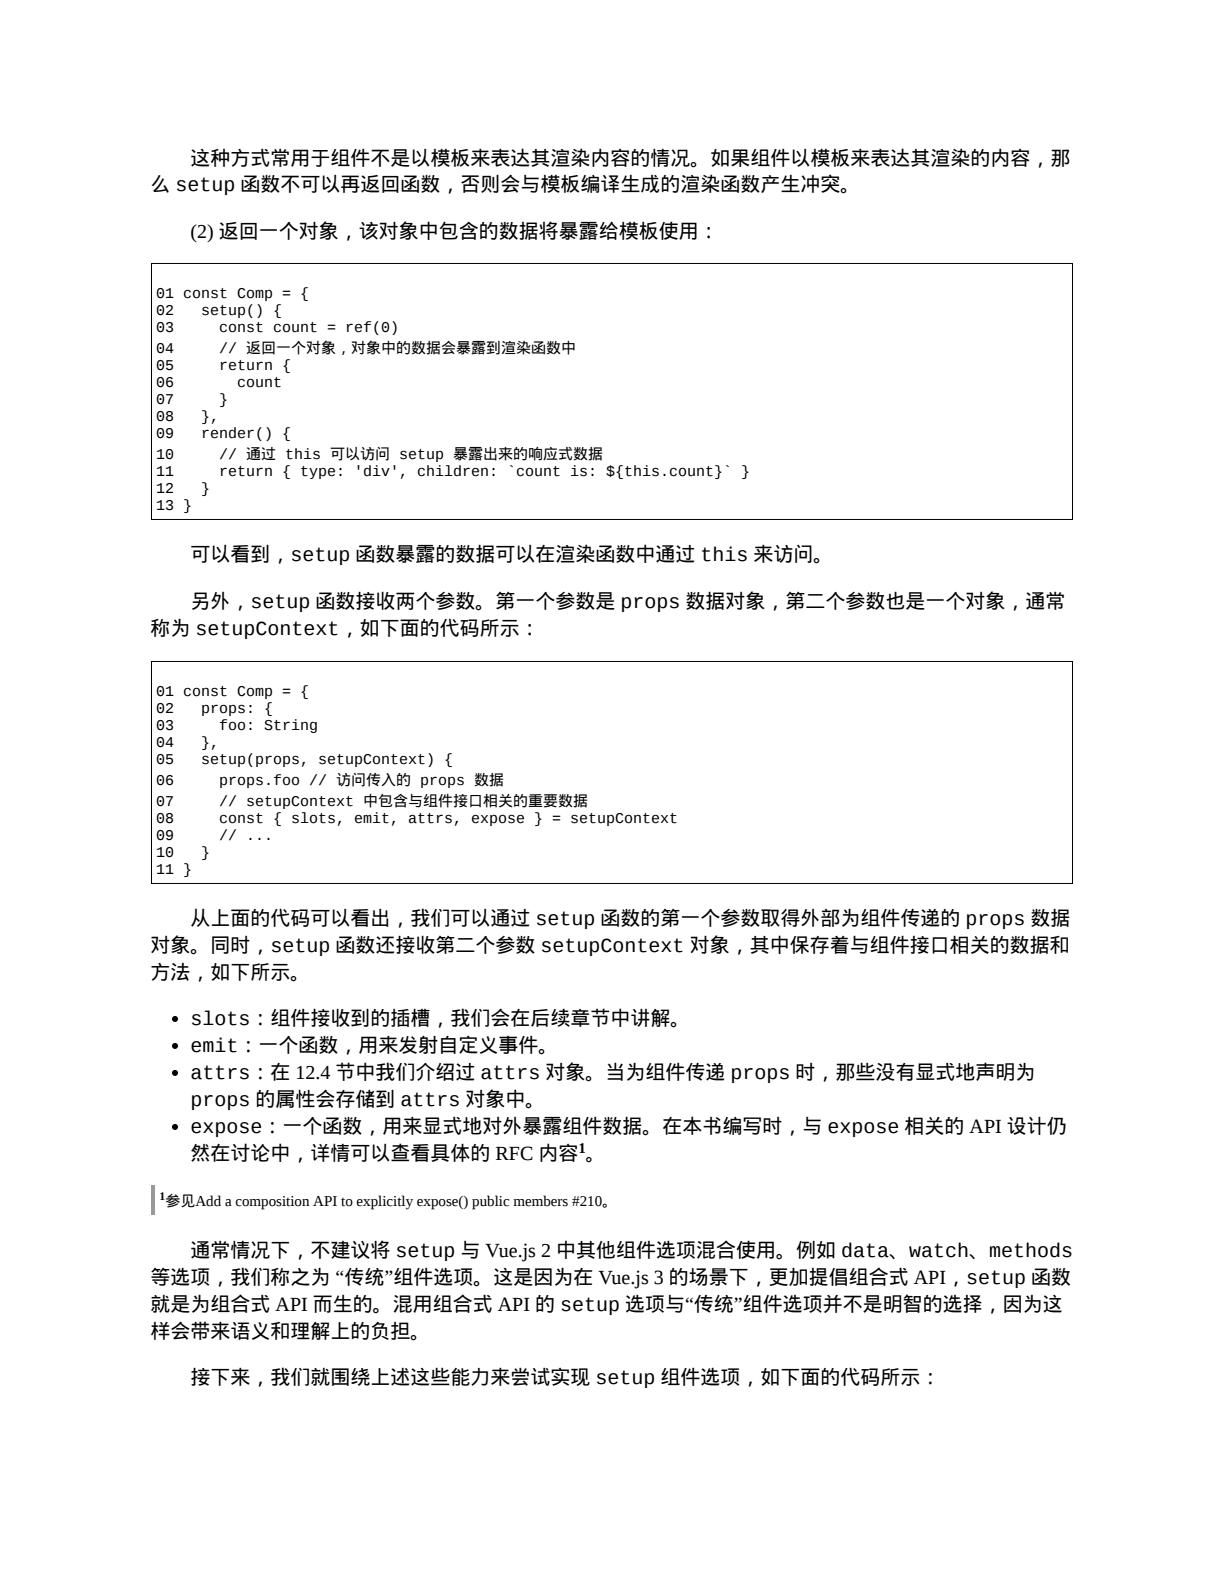 这种方式常用于组件不是以模板来表达其渲染内容的情况。如果组件以模板来表达其渲染的内容，那
么 setup 函数不可以再返回函数，否则会与模板编译生成的渲染函数产生冲突。
(2) 返回一个对象，该对象中包含的数据将暴露给模板使用：
01 const Comp = {
02   setup() {
03     const count = ref(0)
04     // 返回一个对象，对象中的数据会暴露到渲染函数中
05     return {
06       count
07     }
08   },
09   render() {
10     // 通过 this 可以访问 setup 暴露出来的响应式数据
11     return { type: 'div', children: `count is: ${this.count}` }
12   }
13 }
可以看到，setup 函数暴露的数据可以在渲染函数中通过 this 来访问。
另外，setup 函数接收两个参数。第一个参数是 props 数据对象，第二个参数也是一个对象，通常
称为 setupContext，如下面的代码所示：
01 const Comp = {
02   props: {
03     foo: String
04   },
05   setup(props, setupContext) {
06     props.foo // 访问传入的 props 数据
07     // setupContext 中包含与组件接口相关的重要数据
08     const { slots, emit, attrs, expose } = setupContext
09     // ...
10   }
11 }
从上面的代码可以看出，我们可以通过 setup 函数的第一个参数取得外部为组件传递的 props 数据
对象。同时，setup 函数还接收第二个参数 setupContext 对象，其中保存着与组件接口相关的数据和
方法，如下所示。
• slots：组件接收到的插槽，我们会在后续章节中讲解。
• emit：一个函数，用来发射自定义事件。
• attrs：在 12.4 节中我们介绍过 attrs 对象。当为组件传递 props 时，那些没有显式地声明为
props 的属性会存储到 attrs 对象中。
• expose：一个函数，用来显式地对外暴露组件数据。在本书编写时，与 expose 相关的 API 设计仍
然在讨论中，详情可以查看具体的 RFC 内容¹。
¹参见Add a composition API to explicitly expose() public members #210。
通常情况下，不建议将 setup 与 Vue.js 2 中其他组件选项混合使用。例如 data、watch、methods
等选项，我们称之为 “传统”组件选项。这是因为在 Vue.js 3 的场景下，更加提倡组合式 API，setup 函数
就是为组合式 API 而生的。混用组合式 API 的 setup 选项与“传统”组件选项并不是明智的选择，因为这
样会带来语义和理解上的负担。
接下来，我们就围绕上述这些能力来尝试实现 setup 组件选项，如下面的代码所示：